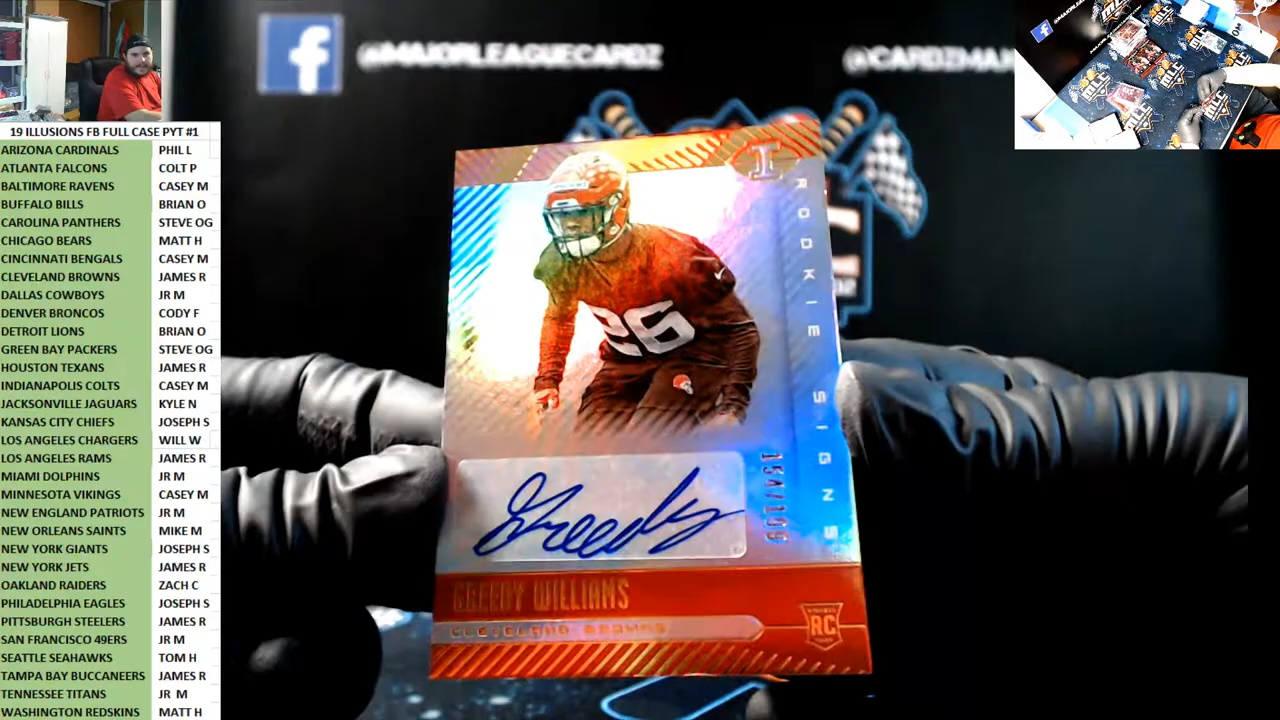 @MAJORLEAGUECARDZ
19 ILLUSIONS FB FULL CASE PYT #1
ARIZONA CARDINALS PHIL L
ATLANTA FALCONS COLT P
BALTIMORE RAVENS CASEY M
BUFFALO BILLS BRIAN O
CAROLINA PANTHERS STEVE OG
CHICAGO BEARS MATT H
CINCINNATI BENGALS CASEY M
CLEVELAND BROWNS JAMES R
DALLAS COWBOYS JR M
DENVER BRONCOS CODY F
DETROIT LIONS BRIAN O
GREEN BAY PACKERS STEVE OG
HOUSTON TEXANS JAMES R
INDIANAPOLIS COLTS CASEY M
JACKSONVILLE JAGUARS KYLE N
KANSAS CITY CHIEFS JOSEPH S
LOS ANGELES CHARGERS WILL W
LOS ANGELES RAMS JAMES R
MIAMI DOLPHINS JR M
MINNESOTA VIKINGS CASEY M
NEW ENGLAND PATRIOTS JR M
NEW ORLEANS SAINTS MIKE M
NEW YORK GIANTS JOSEPH S
NEW YORK JETS JAMES R
OAKLAND RAIDERS ZACH C
PHILADELPHIA EAGLES JOSEPH S
PITTSBURGH STEELERS JAMES R
SAN FRANCISCO 49ERS JR M
SEATTLE SEAHAWKS TOM H
TAMPA BAY BUCCANEERS JAMES R
TENNESSEE TITANS JR M
WASHINGTON REDSKINS MATT H
I
ROOKIE SIGNS
26
Greedy
GREEDY WILLIAMS
CLEVELAND BROWNS
RC
MLC
MLC